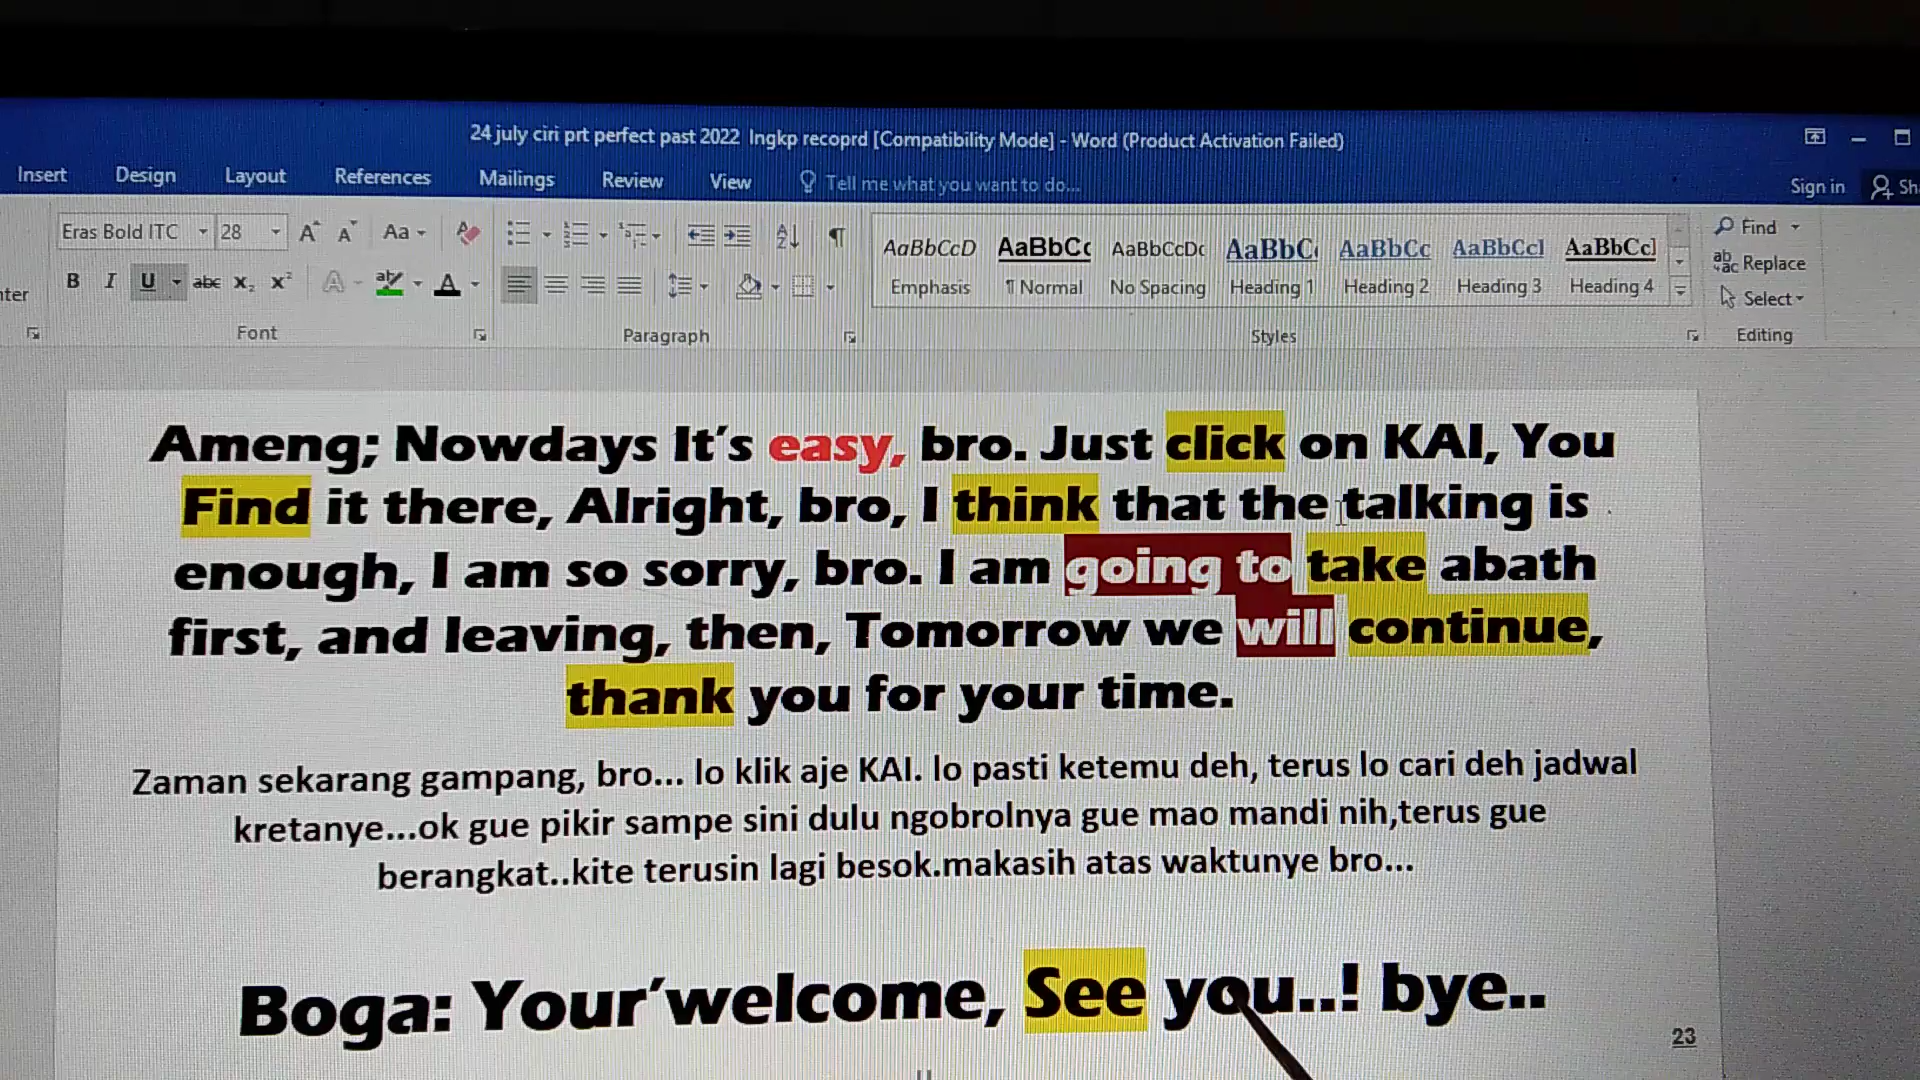 24 july ciri prt perfect past 2022 lngkp recoprd [Compatibility Mode] - Word (Product Activation Failed)
Insert Design Layout References Mailings Review View Tell me what you want to do... Sign in
Eras Bold ITC 28 Aa AaBbCcD AaBbCc AaBbCcDc AaBbC AaBbCc AaBbCcl AaBbCcl Find
B I U abc X₂ X² A A Emphasis ¶ Normal No Spacing Heading 1 Heading 2 Heading 3 Heading 4 Replace
Select
Font Paragraph Styles Editing
Ameng; Nowdays It's easy, bro. Just click on KAI, You
Find it there, Alright, bro, I think that the talking is
enough, I am so sorry, bro. I am going to take abath
first, and leaving, then, Tomorrow we will continue,
thank you for your time.
Zaman sekarang gampang, bro... lo klik aje KAI. lo pasti ketemu deh, terus lo cari deh jadwal
kretanye...ok gue pikir sampe sini dulu ngobrolnya gue mao mandi nih,terus gue
berangkat..kite terusin lagi besok.makasih atas waktunye bro...
Boga: Your'welcome, See you..! bye..
23